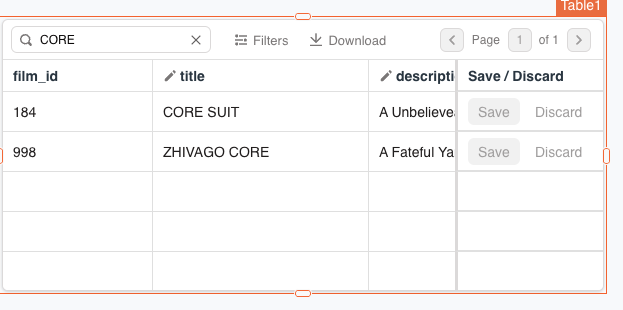 Table1
CORE Filters Download Page 1 of 1
film_id title descripti Save / Discard
184 CORE SUIT A Unbelieve Save Discard
998 ZHIVAGO CORE A Fateful Ya Save Discard